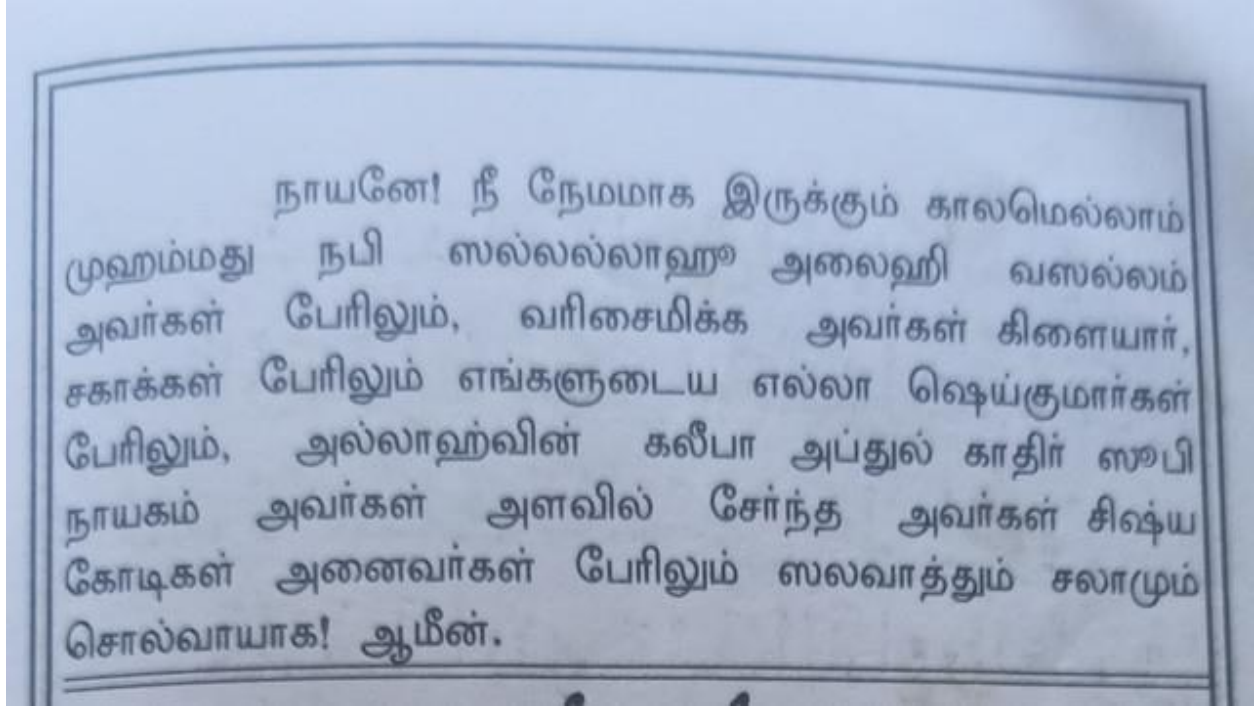 நாயனே! நீ நேமமாக இருக்கும் காலமெல்லாம்
முஹம்மது நபி ஸல்லல்லாஹூ அலைஹி வஸல்லம்
அவர்கள் பேரிலும், வரிசைமிக்க அவர்கள் கிளையார்,
சகாக்கள் பேரிலும் எங்களுடைய எல்லா ஷெய்குமார்கள்
பேரிலும், அல்லாஹ்வின் கலீபா அப்துல் காதிர் ஸூபி
நாயகம் அவர்கள் அளவில் சேர்ந்த அவர்கள் சிஷ்ய
கோடிகள் அனைவர்கள் பேரிலும் ஸலவாத்தும் சலாமும்
சொல்வாயாக! ஆமீன்.